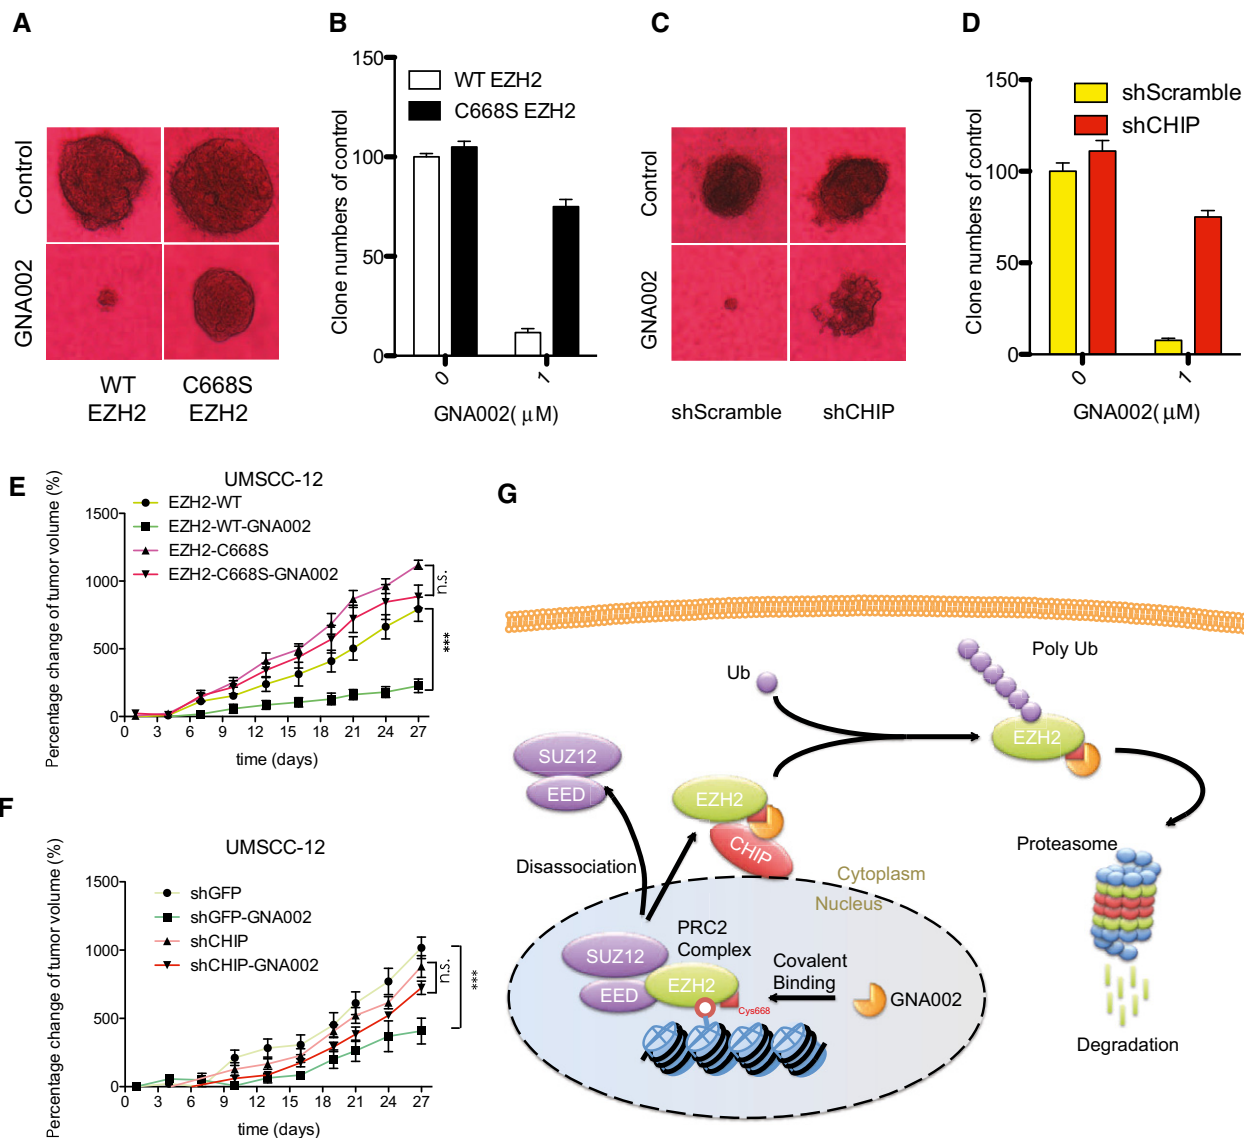 A
Control
GNA002
WT
EZH2
C668S
EZH2
B
Clone numbers of control
150
100
50
0
WT EZH2
C668S EZH2
0
1
GNA002( μM)
C
Control
GNA002
shScramble
shCHIP
D
Clone numbers of control
150
100
50
0
shScramble
shCHIP
0
1
GNA002(μM)
E
UMSCC-12
Percentage change of tumor volume (%)
EZH2-WT
EZH2-WT-GNA002
EZH2-C668S
EZH2-C668S-GNA002
1500
1000
500
0
0 3 6 9 12 15 18 21 24 27
time (days)
n.s.
***
F
UMSCC-12
Percentage change of tumor volume (%)
shGFP
shGFP-GNA002
shCHIP
shCHIP-GNA002
1500
1000
500
0
0 3 6 9 12 15 18 21 24 27
time (days)
n.s.
***
G
Ub
Poly Ub
EZH2
SUZ12
EED
EZH2
CHIP
Disassociation
Proteasome
Cytoplasm
Nucleus
PRC2
Complex
SUZ12
EED
EZH2
Cys668
Covalent
Binding
GNA002
Degradation